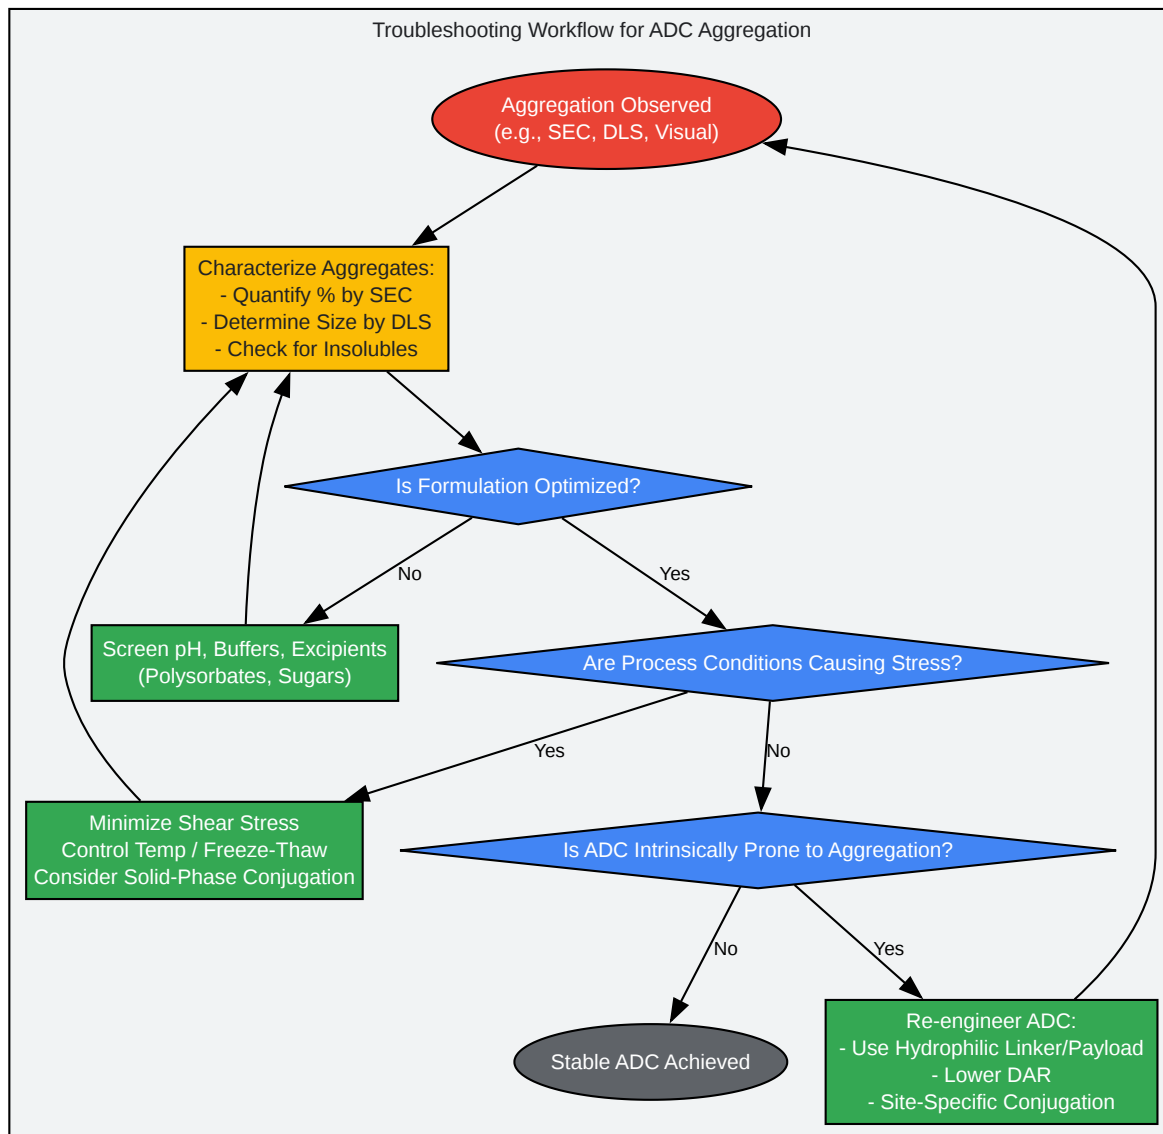 Troubleshooting Workflow for ADC Aggregation
Aggregation Observed
(e.g., SEC, DLS, Visual)
Characterize Aggregates:
- Quantify % by SEC
- Determine Size by DLS
- Check for Insolubles
Is Formulation Optimized?
No
Yes
Screen pH, Buffers, Excipients
(Polysorbates, Sugars)
Are Process Conditions Causing Stress?
Yes
No
Minimize Shear Stress
Control Temp / Freeze-Thaw
Consider Solid-Phase Conjugation
Is ADC Intrinsically Prone to Aggregation?
No
Yes
Stable ADC Achieved
Re-engineer ADC:
- Use Hydrophilic Linker/Payload
- Lower DAR
- Site-Specific Conjugation